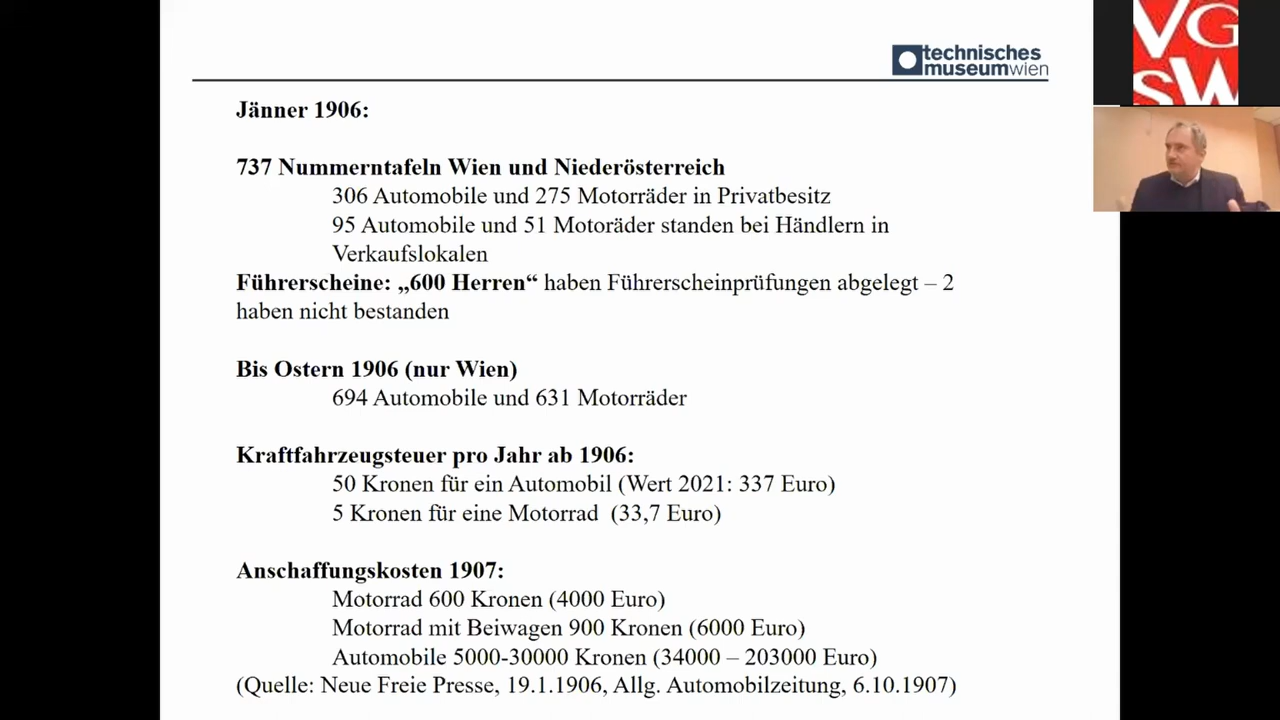 technisches
museumwien
VG
SW
Jänner 1906:
737 Nummerntafeln Wien und Niederösterreich
306 Automobile und 275 Motorräder in Privatbesitz
95 Automobile und 51 Motoräder standen bei Händlern in
Verkaufslokalen
Führerscheine: „600 Herren“ haben Führerscheinprüfungen abgelegt – 2
haben nicht bestanden
Bis Ostern 1906 (nur Wien)
694 Automobile und 631 Motorräder
Kraftfahrzeugsteuer pro Jahr ab 1906:
50 Kronen für ein Automobil (Wert 2021: 337 Euro)
5 Kronen für eine Motorrad (33,7 Euro)
Anschaffungskosten 1907:
Motorrad 600 Kronen (4000 Euro)
Motorrad mit Beiwagen 900 Kronen (6000 Euro)
Automobile 5000-30000 Kronen (34000 – 203000 Euro)
(Quelle: Neue Freie Presse, 19.1.1906, Allg. Automobilzeitung, 6.10.1907)